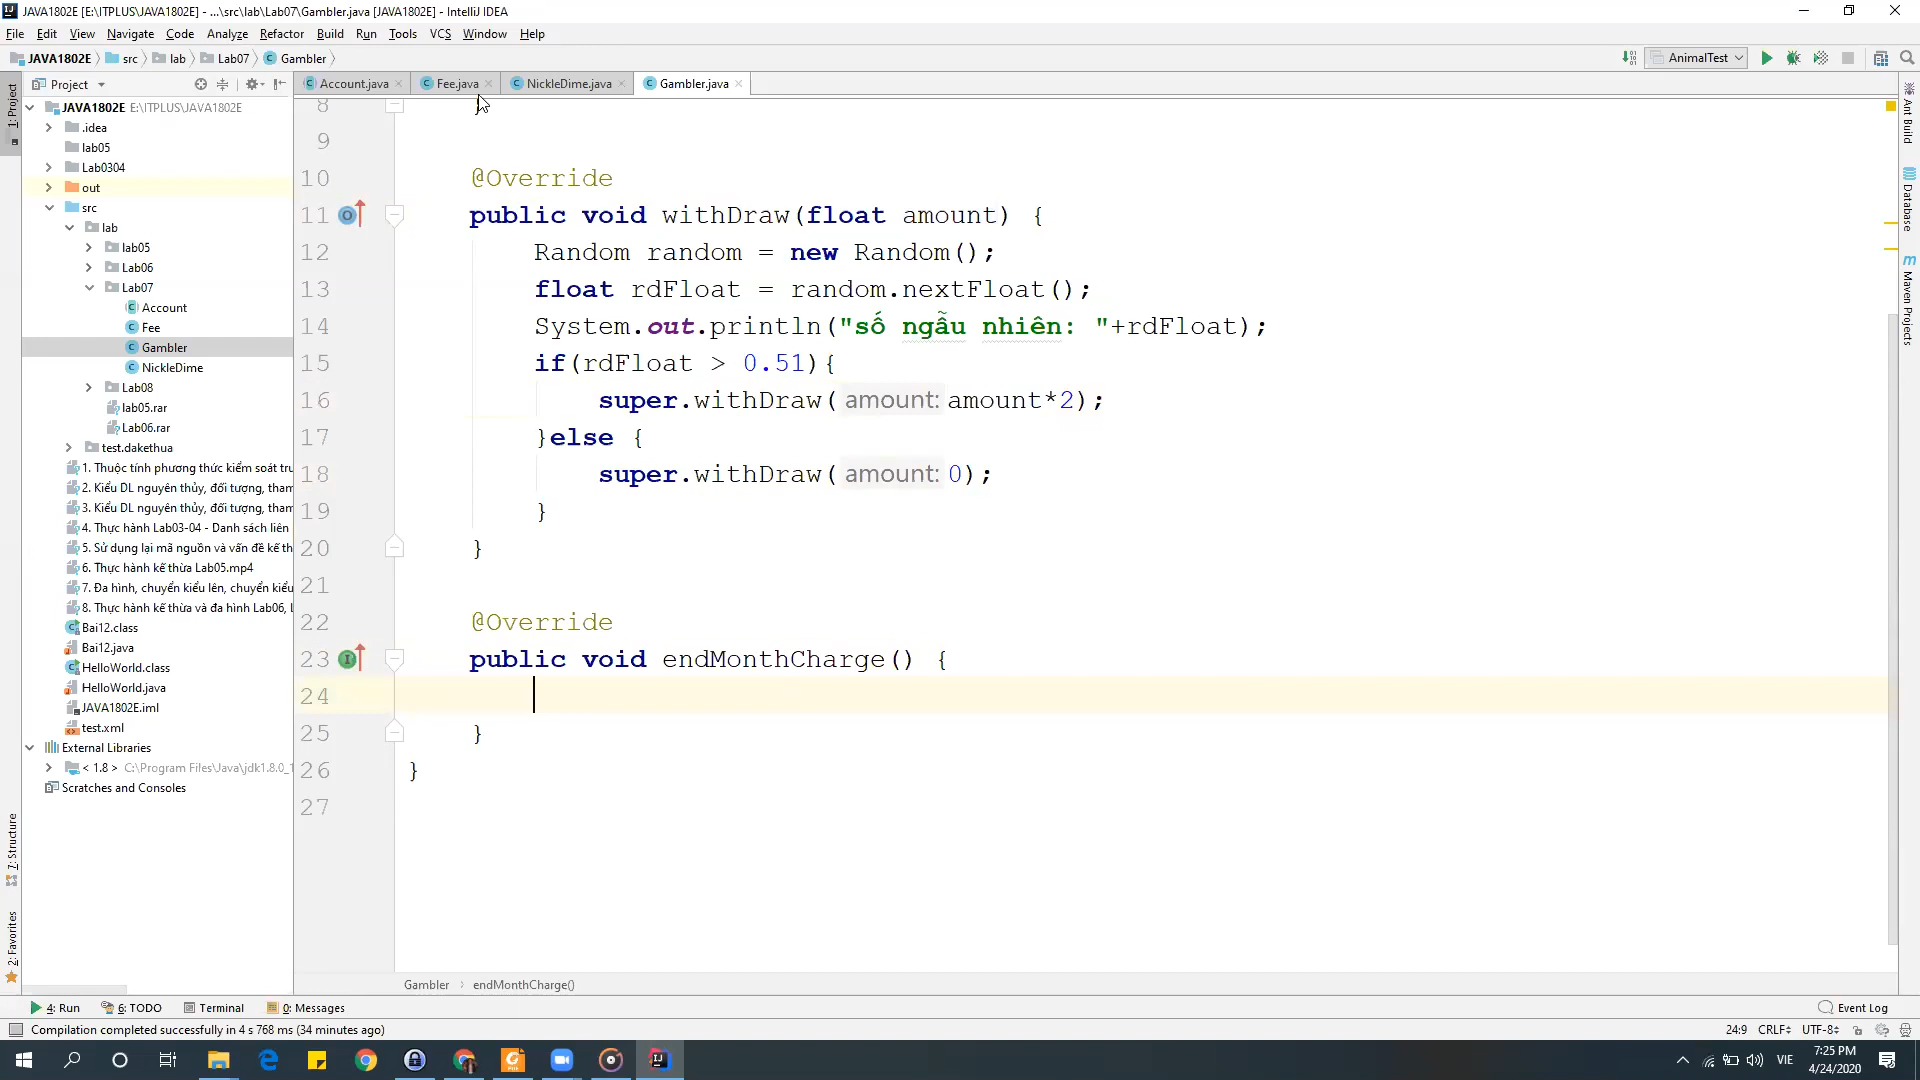 JAVA1802E [E:\ITPLUS\JAVA1802E] - ...\src\lab\Lab07\Gambler.java [JAVA1802E] - IntelliJ IDEA
File Edit View Navigate Code Analyze Refactor Build Run Tools VCS Window Help
JAVA1802E src lab Lab07 Gambler AnimalTest
Project Account.java Fee.java NickleDime.java Gambler.java
JAVA1802E E:\ITPLUS\JAVA1802E
.idea
lab05
Lab0304
out
src
lab
lab05
Lab06
Lab07
Account
Fee
Gambler
NickleDime
Lab08
lab05.rar
Lab06.rar
test.dakethua
1. Thuộc tính phương thức kiểm soát tru
2. Kiểu DL nguyên thủy, đối tượng, tham
3. Kiểu DL nguyên thủy, đối tượng, tham
4. Thực hành Lab03-04 - Danh sách liên
5. Sử dụng lại mã nguồn và vấn đề kế th
6. Thực hành kế thừa Lab05.mp4
7. Đa hình, chuyển kiểu lên, chuyển kiểu
8. Thực hành kế thừa và đa hình Lab06, L
Bai12.class
Bai12.java
HelloWorld.class
HelloWorld.java
JAVA1802E.iml
test.xml
External Libraries
< 1.8 > C:\Program Files\Java\jdk1.8.0_1
Scratches and Consoles
1: Project
7: Structure
2: Favorites
8 }
9
10 @Override
11 public void withDraw(float amount) {
12 Random random = new Random();
13 float rdFloat = random.nextFloat();
14 System.out.println("số ngẫu nhiên: "+rdFloat);
15 if(rdFloat > 0.51){
16 super.withDraw( amount: amount*2);
17 }else {
18 super.withDraw( amount: 0);
19 }
20 }
21
22 @Override
23 public void endMonthCharge() {
24
25 }
26 }
27
Ant Build
Database
Maven Projects
Gambler endMonthCharge()
4: Run 6: TODO Terminal 0: Messages Event Log
Compilation completed successfully in 4 s 768 ms (34 minutes ago) 24:9 CRLF UTF-8
VIE 7:25 PM
4/24/2020